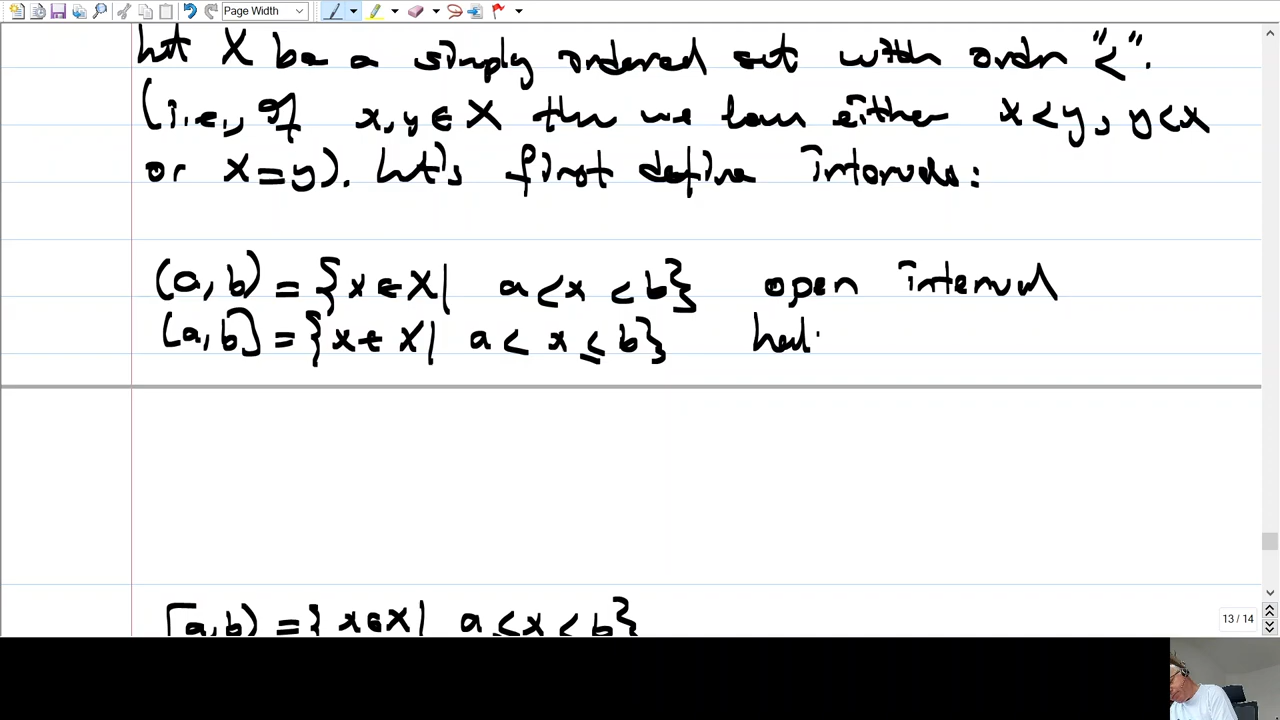 Page Width
Let X be a simply ordered set with order "<".
(i.e., If x, y ∈ X then we have either x < y, y < x
or x = y). Let's first define intervals:
(a, b) = {x ∈ X | a < x < b} open interval
(a, b] = {x ∈ X | a < x ≤ b} hal
[a, b) = {x ∈ X | a ≤ x < b}
13 / 14